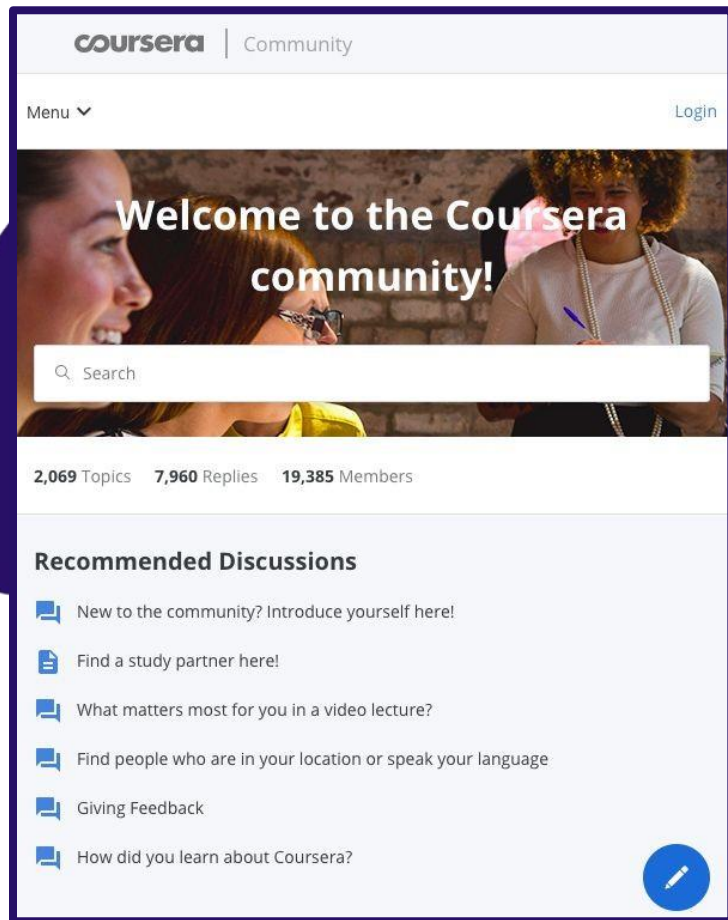 coursera | Community
Menu
Login
Welcome to the Coursera
community!
Search
2,069 Topics 7,960 Replies 19,385 Members
Recommended Discussions
New to the community? Introduce yourself here!
Find a study partner here!
What matters most for you in a video lecture?
Find people who are in your location or speak your language
Giving Feedback
How did you learn about Coursera?